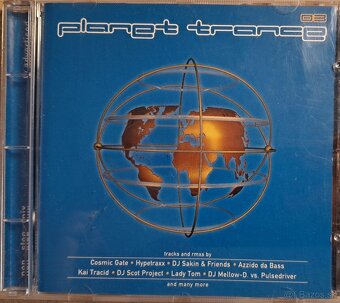 03
planet trance
tracks and rmxs by
Cosmic Gate • Hypetraxx • DJ Sakin & Friends • Azzido da Bass
Kai Tracid • DJ Scot Project • Lady Tom • DJ Mellow-D. vs. Pulsedriver
and many more